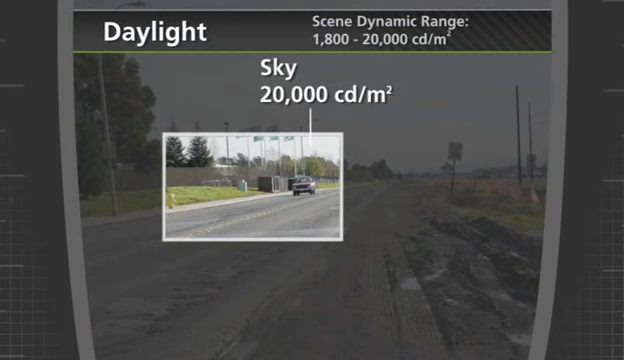 Daylight
Scene Dynamic Range:
1,800 - 20,000 cd/m²
Sky
20,000 cd/m²